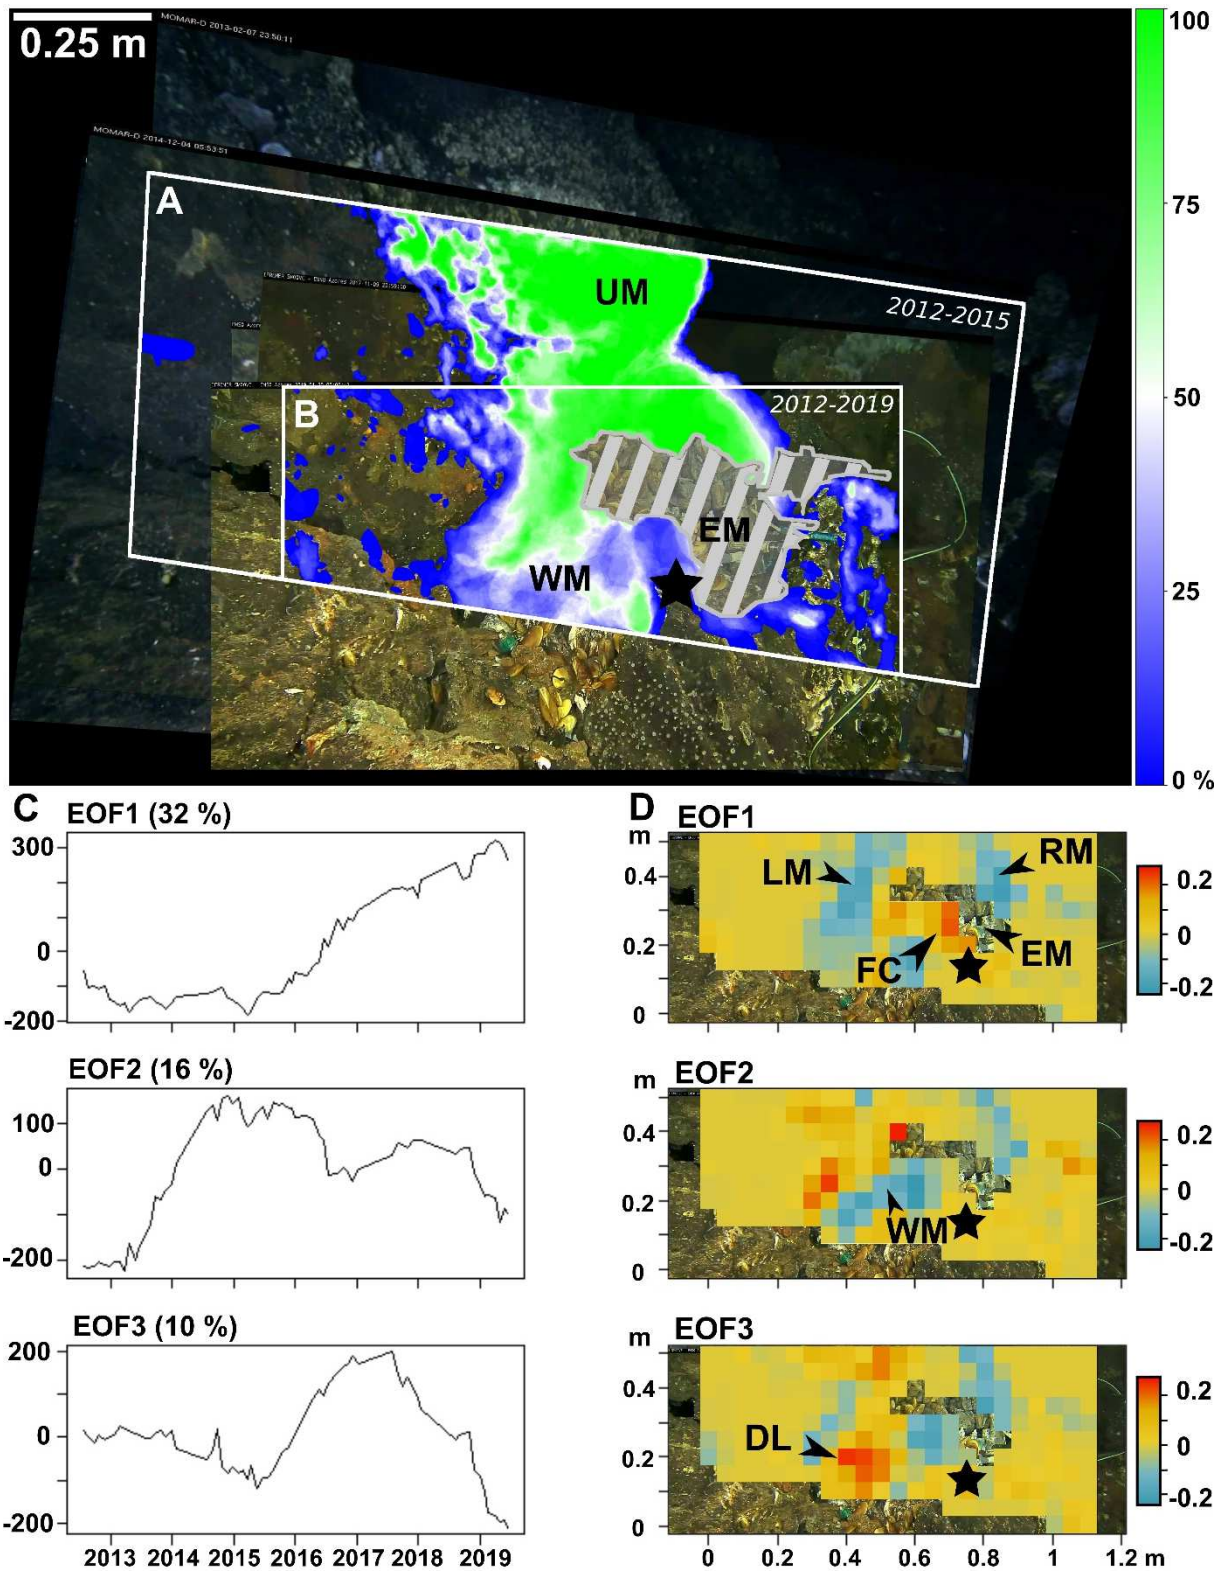 0.25 m
MOMAR-D 2013-02-07 23:50:11
MOMAR-D 2014-12-04 05:53:51
A
UM
2012-2015
B
2012-2019
EM
WM
100
75
50
25
0 %
C
EOF1 (32 %)
300
0
-200
EOF2 (16 %)
100
0
-200
EOF3 (10 %)
200
0
-200
2013 2014 2015 2016 2017 2018 2019
D
EOF1
m
0.4
0.2
0
LM
RM
FC
EM
0.2
0
-0.2
EOF2
m
0.4
0.2
0
WM
0.2
0
-0.2
EOF3
m
0.4
0.2
0
DL
0.2
0
-0.2
0 0.2 0.4 0.6 0.8 1 1.2 m